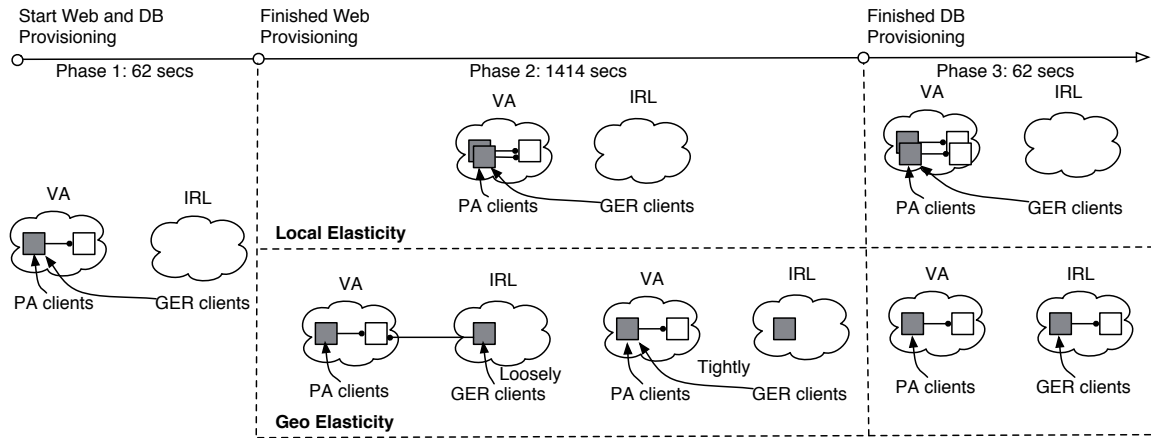 Start Web and DB
Provisioning
Finished Web
Provisioning
Finished DB
Provisioning
Phase 1: 62 secs
Phase 2: 1414 secs
Phase 3: 62 secs
VA
IRL
PA clients
GER clients
VA
IRL
PA clients
GER clients
VA
IRL
PA clients
GER clients
Local Elasticity
VA
IRL
Loosely
PA clients
GER clients
VA
IRL
Tightly
PA clients
GER clients
VA
IRL
PA clients
GER clients
Geo Elasticity